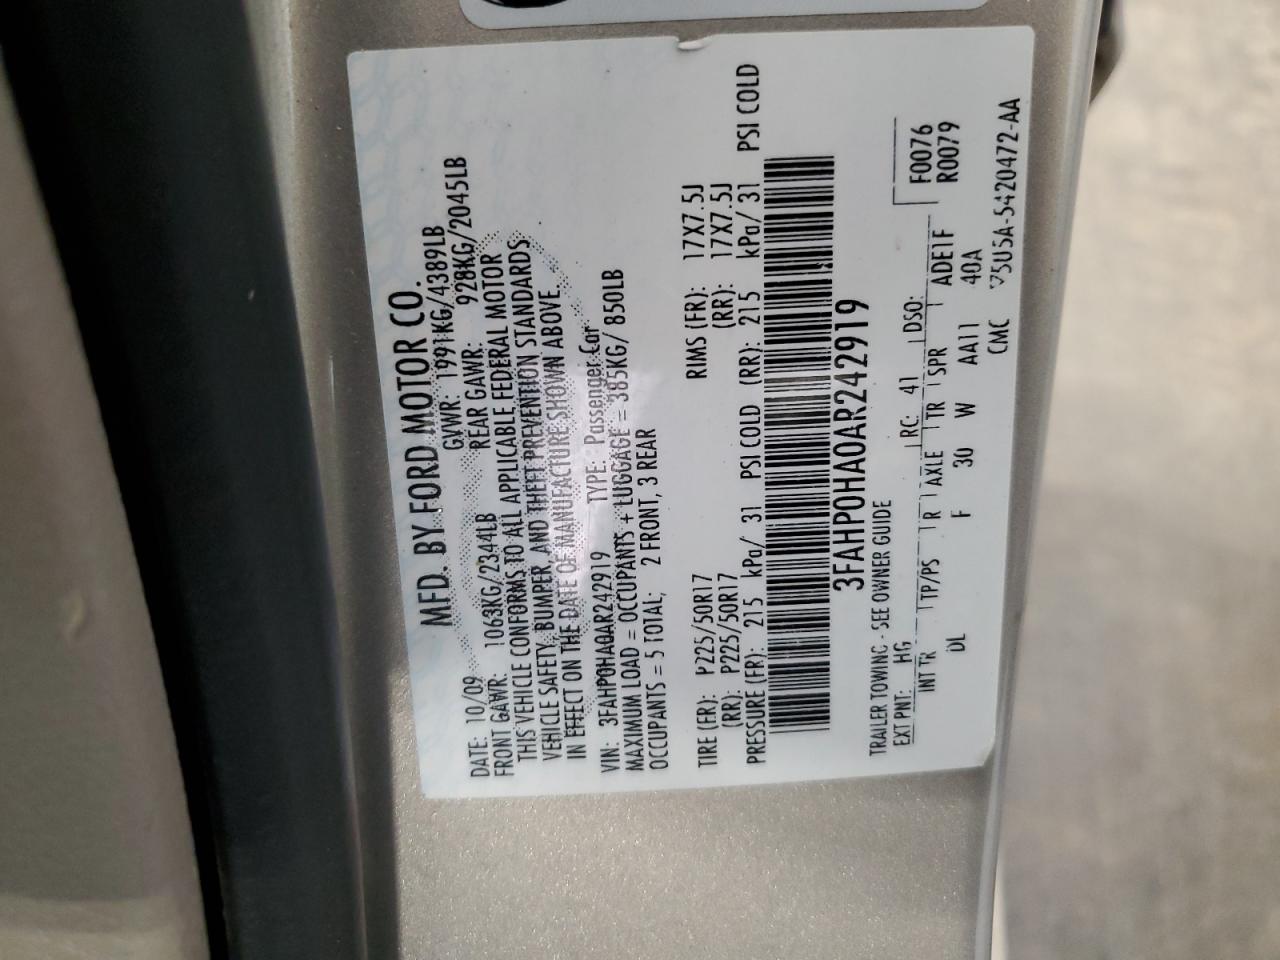 MFD. BY FORD MOTOR CO.
DATE: 10/09 GVWR: 1991KG/4389LB
FRONT GAWR: 1063KG/2344LB REAR GAWR: 928KG/2045LB
THIS VEHICLE CONFORMS TO ALL APPLICABLE FEDERAL MOTOR
VEHICLE SAFETY, BUMPER, AND THEFT PREVENTION STANDARDS
IN EFFECT ON THE DATE OF MANUFACTURE SHOWN ABOVE.
VIN: 3FAHP0HA0AR242919 TYPE: Passenger Car
MAXIMUM LOAD = OCCUPANTS + LUGGAGE = 385KG/ 850LB
OCCUPANTS = 5 TOTAL; 2 FRONT, 3 REAR
TIRE (FR): P225/50R17 RIMS (FR): 17X7.5J
(RR): P225/50R17 (RR): 17X7.5J
PRESSURE (FR): 215 kPa/ 31 PSI COLD (RR): 215 kPa/ 31 PSI COLD
3FAHP0HA0AR242919
TRAILER TOWING - SEE OWNER GUIDE
EXT PNT: HG RC: 41 DSO:
F0076
R0079
INT TR TP/PS R AXLE TR SPR ADE1F
DL F 30 W AA11 40A
CMC 75U5A-5420472-AA